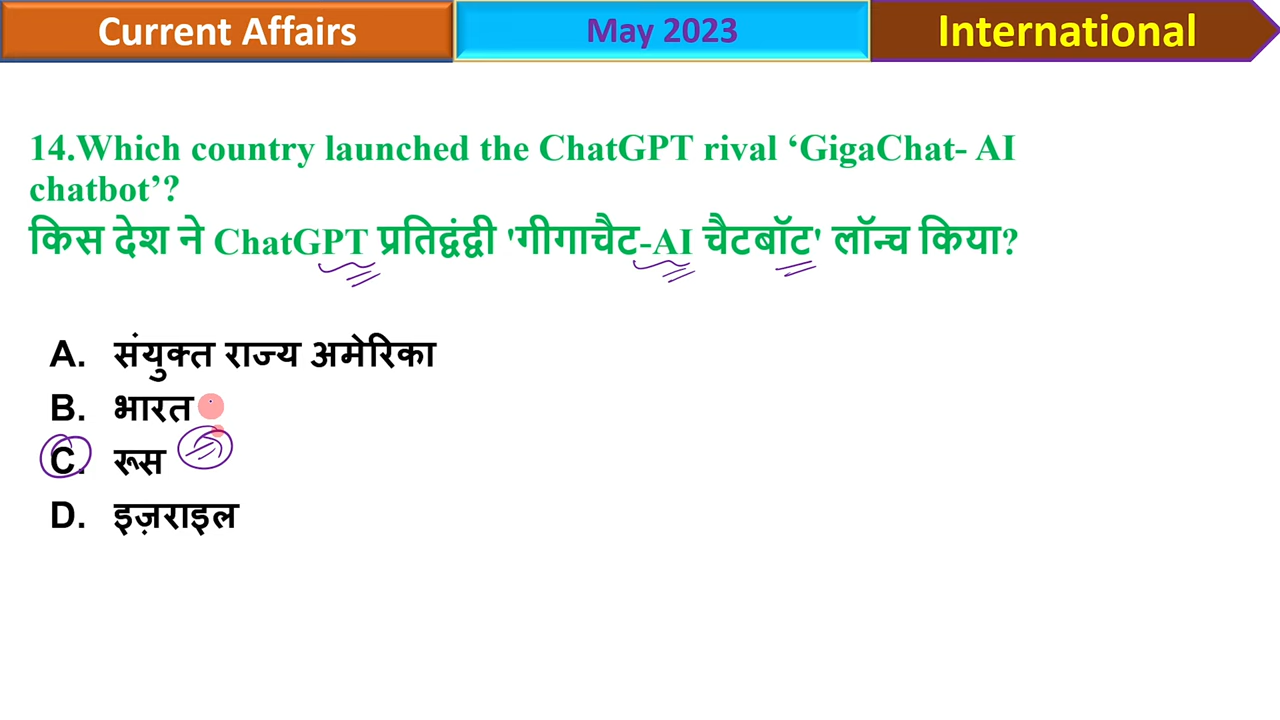 Current Affairs
May 2023
International
14.Which country launched the ChatGPT rival ‘GigaChat- AI
chatbot’?
किस देश ने ChatGPT प्रतिद्वंद्वी 'गीगाचैट-AI चैटबॉट' लॉन्च किया?
A. संयुक्त राज्य अमेरिका
B. भारत
C. रूस
D. इज़राइल